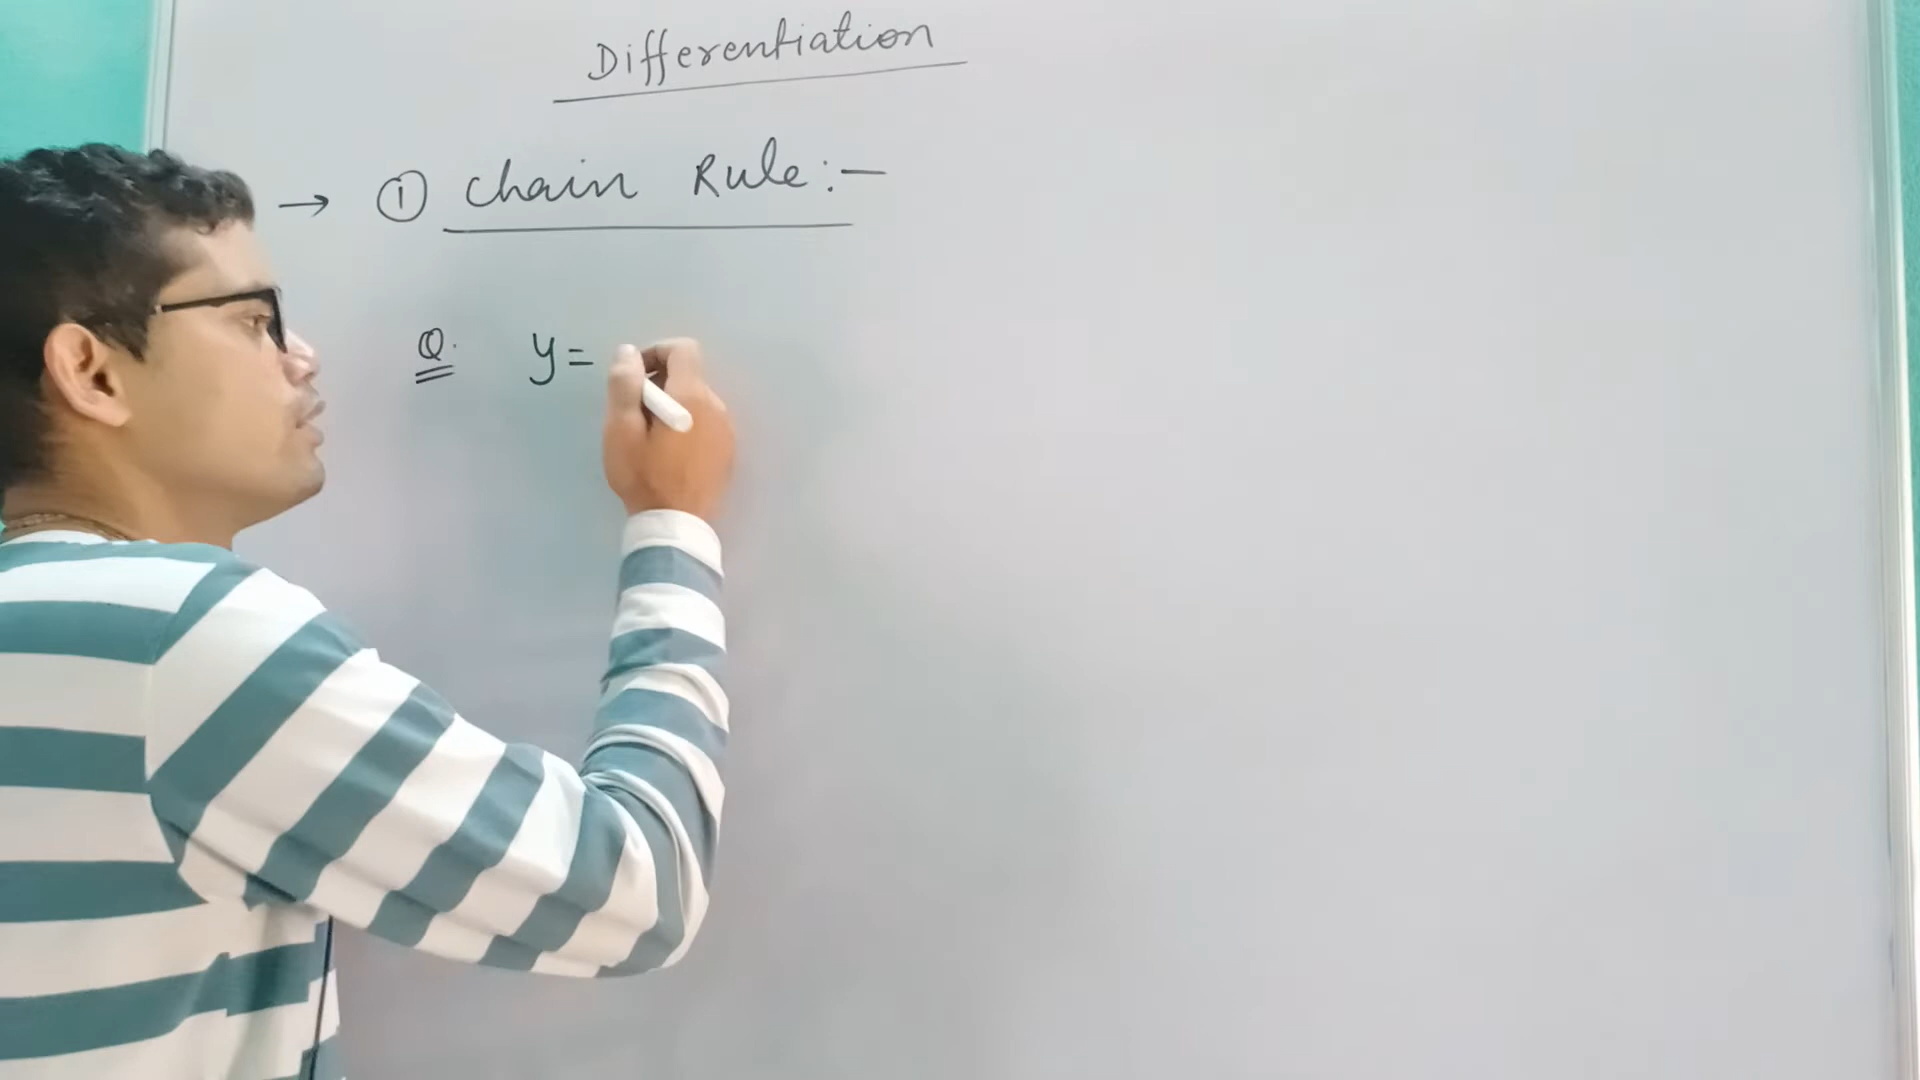 Differentiation
→ ① Chain Rule:-
Q. y=